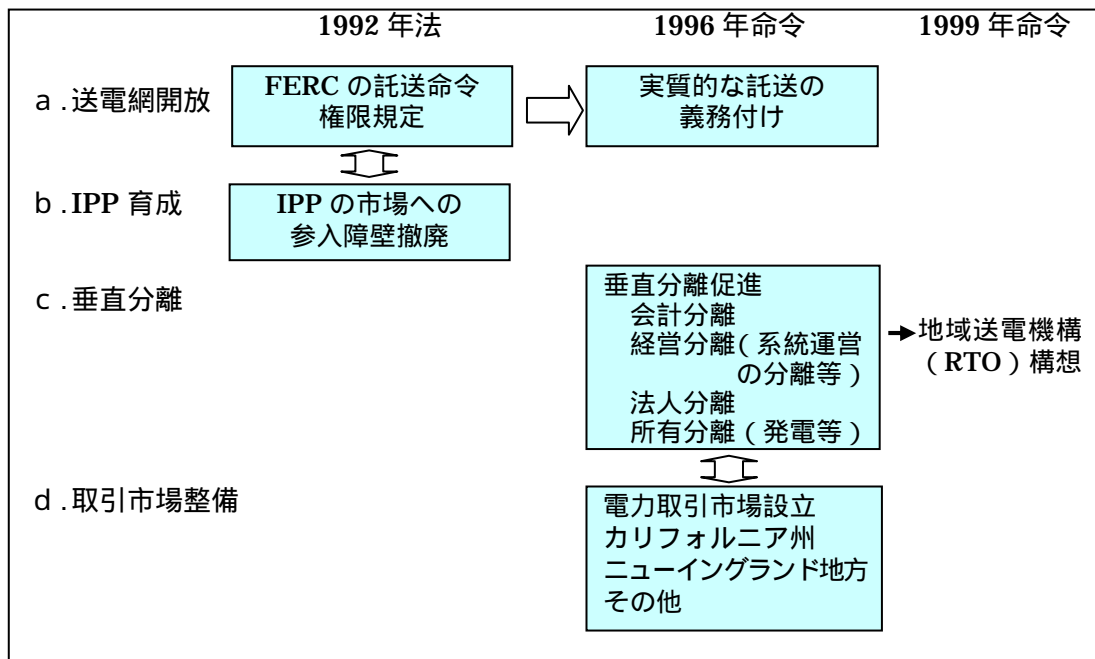 1992 年法
1996 年命令
1999 年命令
a．送電網開放
FERC の託送命令
権限規定
実質的な託送の
義務付け
b．IPP 育成
IPP の市場への
参入障壁撤廃
c．垂直分離
垂直分離促進
会計分離
経営分離（系統運営
の分離等）
法人分離
所有分離（発電等）
地域送電機構
（RTO）構想
d．取引市場整備
電力取引市場設立
カリフォルニア州
ニューイングランド地方
その他